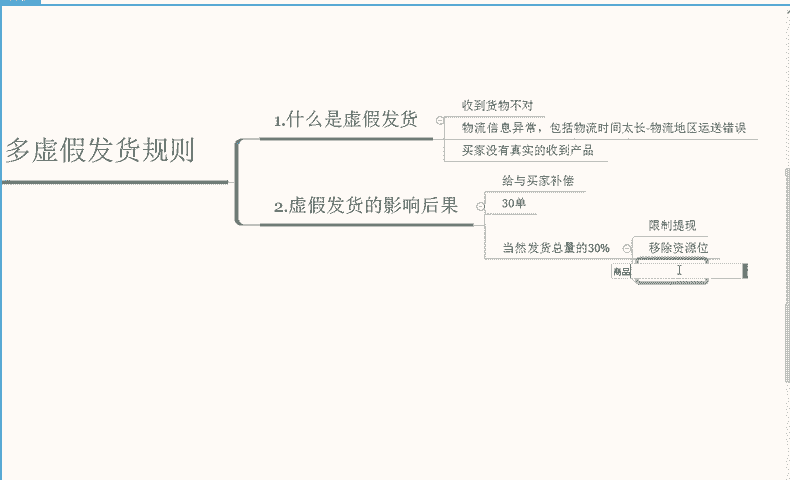 多虚假发货规则
1.什么是虚假发货
收到货物不对
物流信息异常，包括物流时间太长-物流地区运送错误
买家没有真实的收到产品
2.虚假发货的影响后果
给与买家补偿
30单
当然发货总量的30%
限制提现
移除资源位
商品